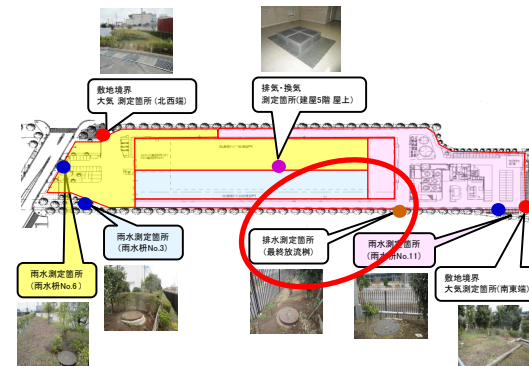 敷地境界
大気 測定箇所 (北西端)
排気・換気
測定箇所(建屋5階 屋上)
雨水測定箇所
(雨水枡No.3)
排水測定箇所
(最終放流桝)
雨水測定箇所
(雨水枡No.11)
雨水測定箇所
(雨水枡No.6)
敷地境界
大気測定箇所(南東端)